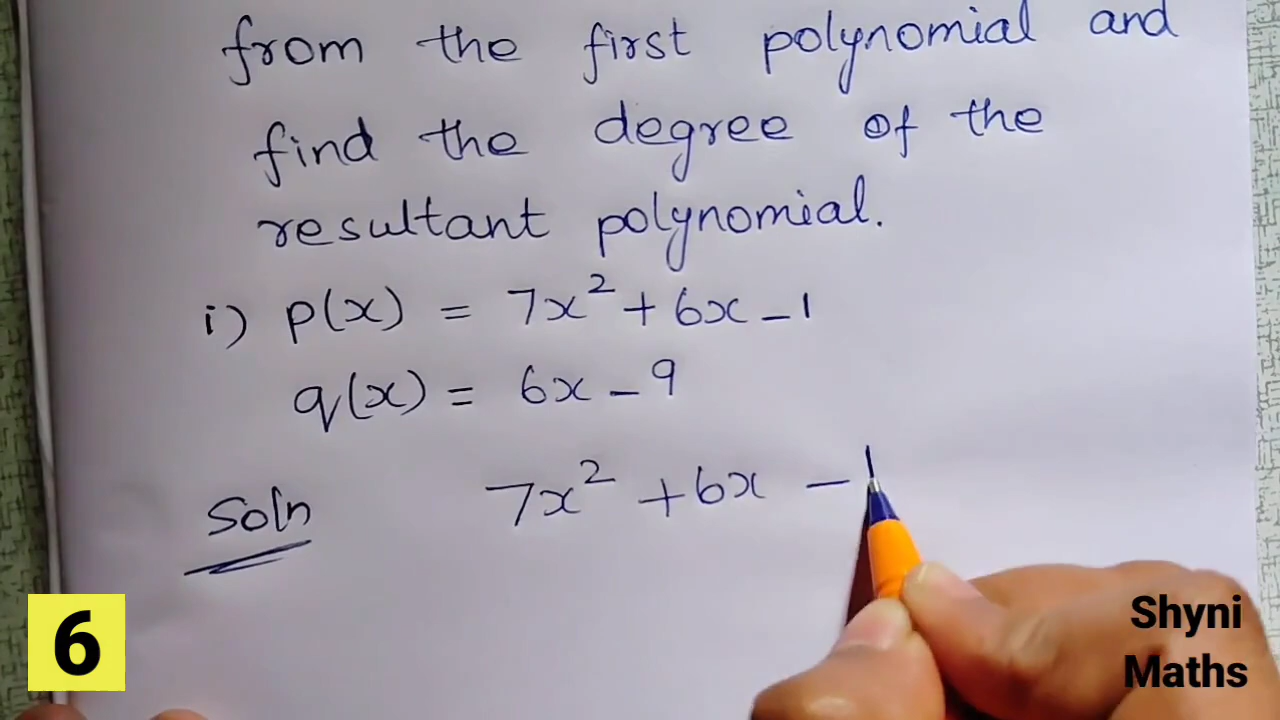 from the first polynomial and
find the degree of the
resultant polynomial.
i) p(x) = 7x² + 6x - 1
q(x) = 6x - 9
Soln 7x² + 6x - 1
6
Shyni
Maths